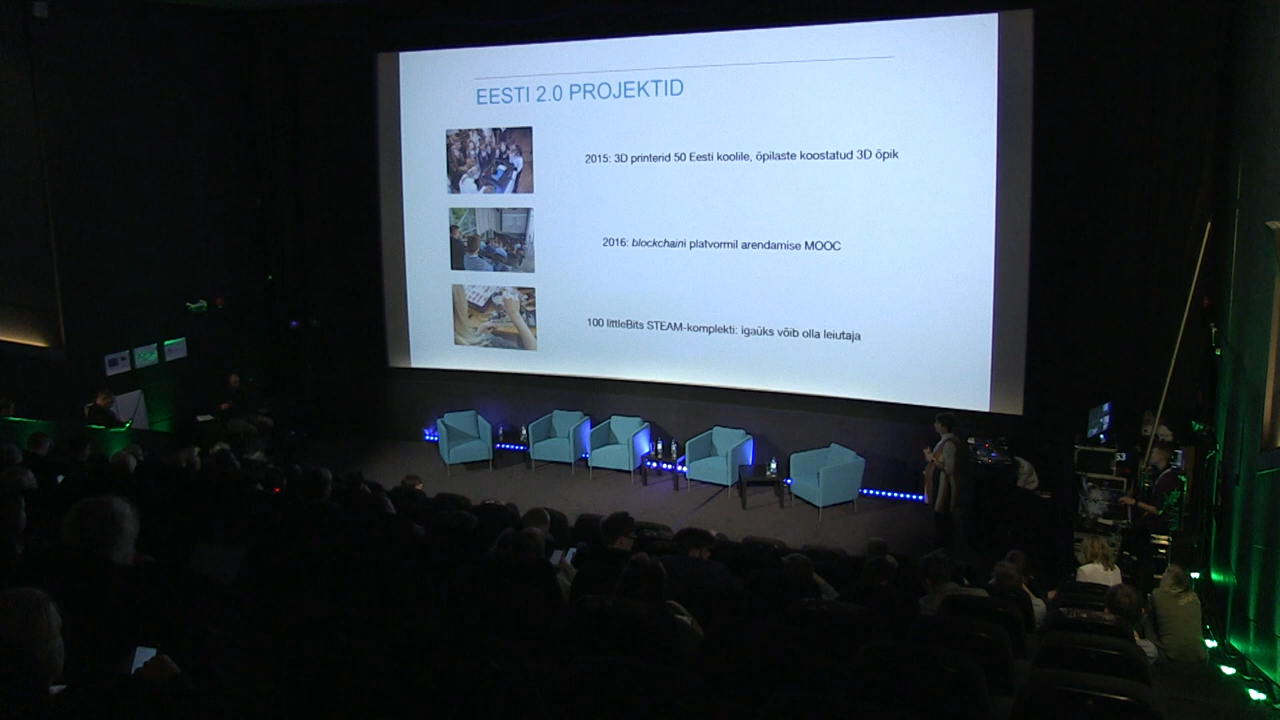 EESTI 2.0 PROJEKTID
2015: 3D printerid 50 Eesti koolile, õpilaste koostatud 3D õpik
2016: blockchaini platvormil arendamise MOOC
100 littleBits STEAM-komplekti: igaüks võib olla leiutaja